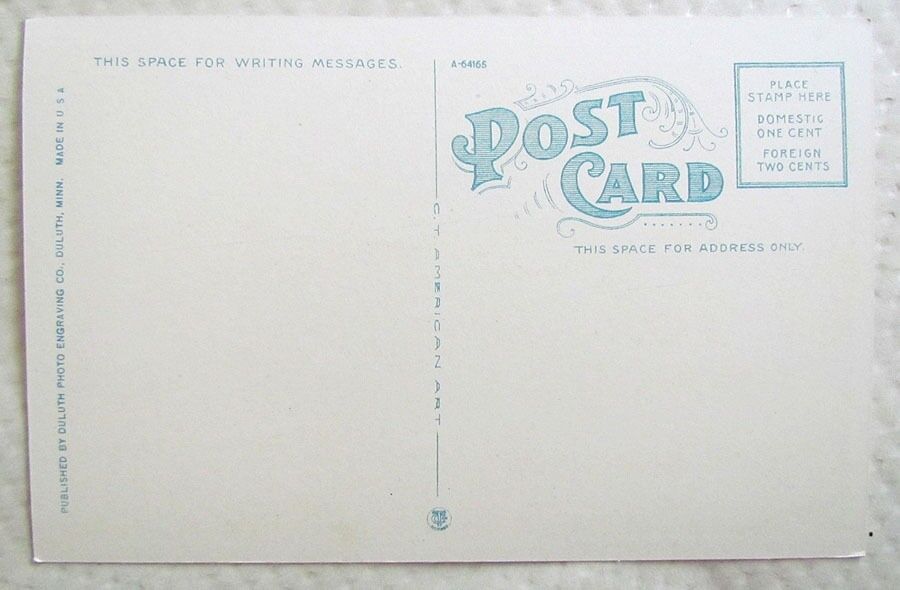 THIS SPACE FOR WRITING MESSAGES.
PUBLISHED BY DULUTH PHOTO ENGRAVING CO., DULUTH, MINN. MADE IN U S A
C. T. AMERICAN ART
A-64165
POST
CARD
PLACE
STAMP HERE
DOMESTIC
ONE CENT
FOREIGN
TWO CENTS
THIS SPACE FOR ADDRESS ONLY.